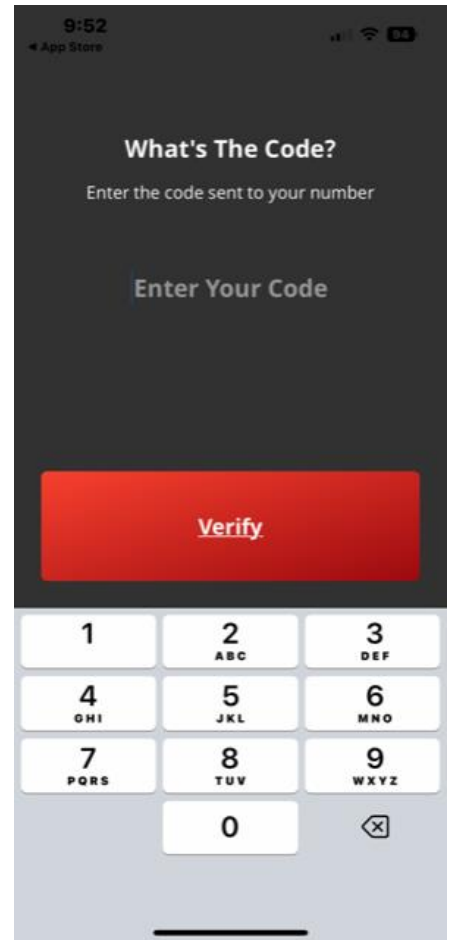 9:52
94
◀ App Store
What's The Code?
Enter the code sent to your number
Enter Your Code
Verify
1
2
ABC
3
DEF
4
GHI
5
JKL
6
MNO
7
PQRS
8
TUV
9
WXYZ
0